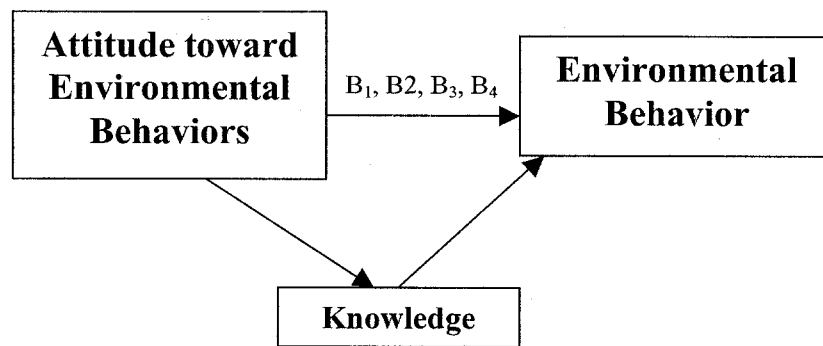 Attitude toward
Environmental
Behaviors
B₁, B2, B₃, B₄
Environmental
Behavior
Knowledge